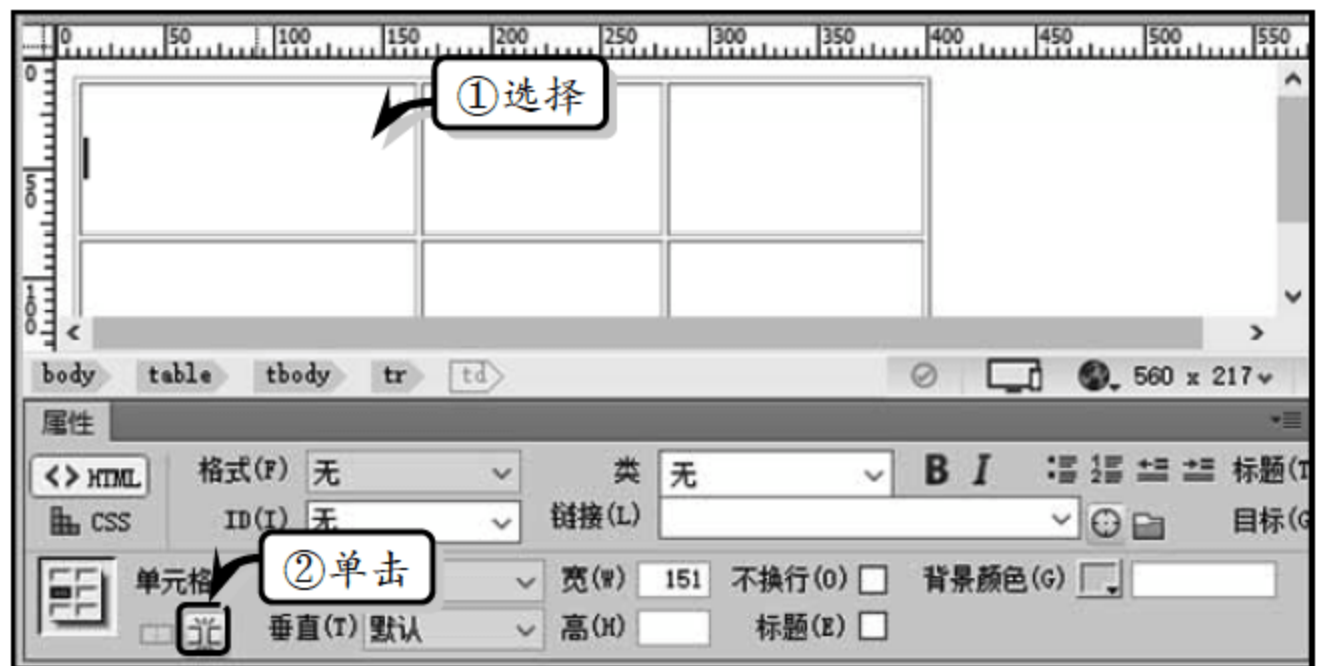 0 50 100 150 200 250 300 350 400 450 500 550
①选择
0
50
100
body table tbody tr td 560 x 217
属性
<> HTML 格式(F) 无 类 无 B I 标题(T
CSS ID(I) 无 链接(L) 目标(G
②单击
单元格 宽(W) 151 不换行(O) 背景颜色(G)
垂直(T) 默认 高(H) 标题(E)